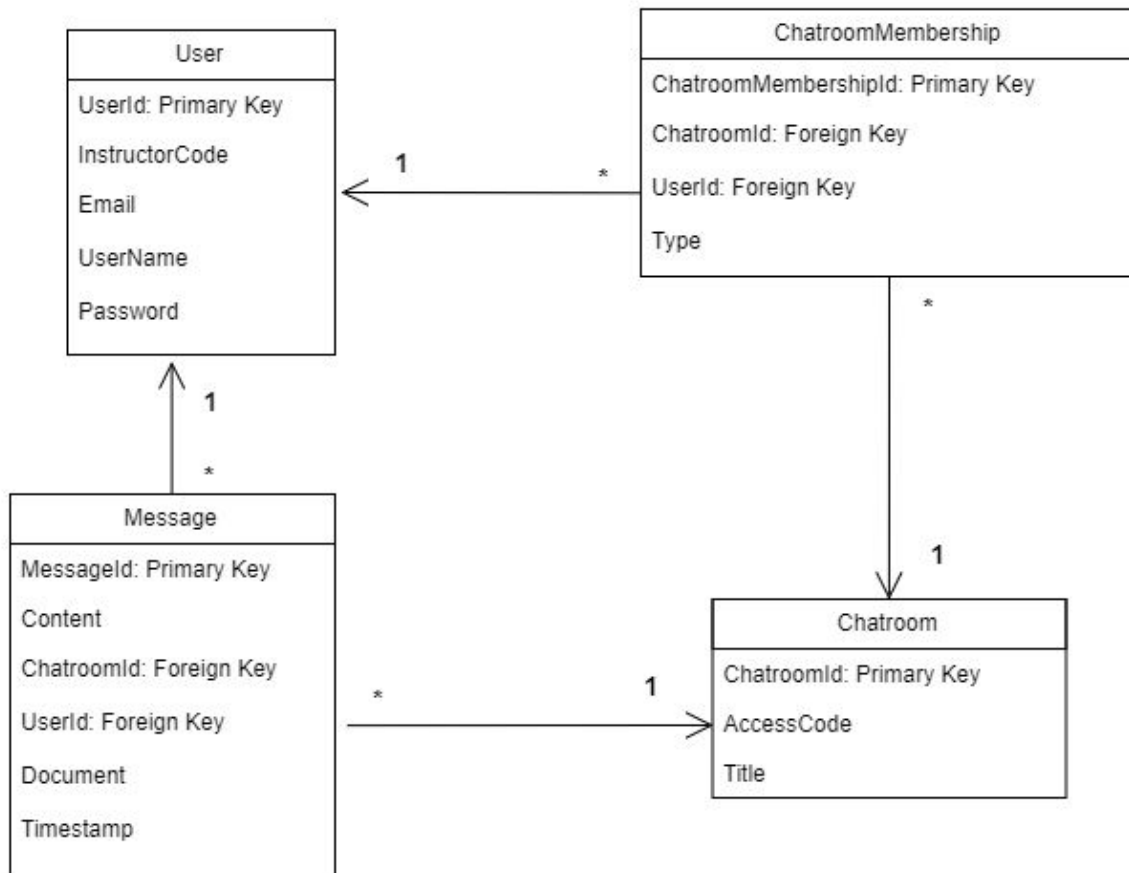 User
UserId: Primary Key
InstructorCode
Email
UserName
Password
ChatroomMembership
ChatroomMembershipId: Primary Key
ChatroomId: Foreign Key
UserId: Foreign Key
Type
1
*
1
*
*
1
Message
MessageId: Primary Key
Content
ChatroomId: Foreign Key
UserId: Foreign Key
Document
Timestamp
*
1
Chatroom
ChatroomId: Primary Key
AccessCode
Title